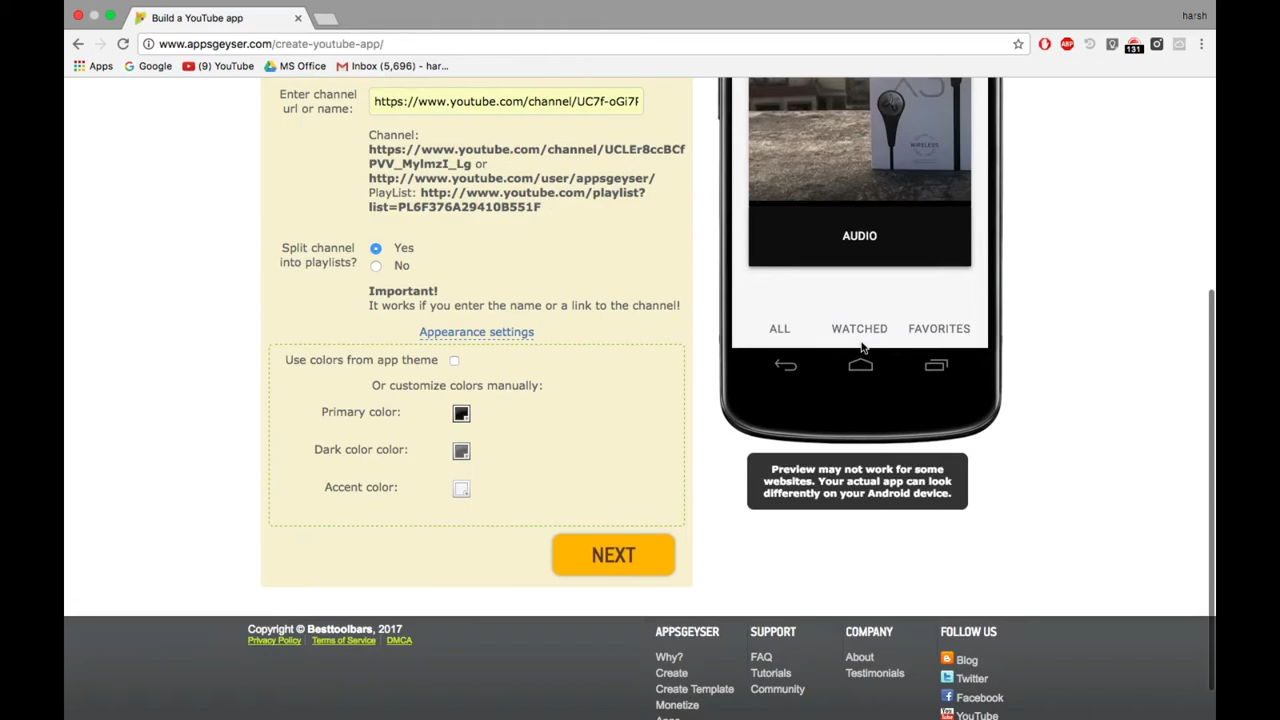 Build a YouTube app
harsh
www.appsgeyser.com/create-youtube-app/
ABP
131
Apps
Google
(9) YouTube
MS Office
Inbox (5,696) - har...
Enter channel
url or name:
https://www.youtube.com/channel/UC7f-oGi7F
Channel:
https://www.youtube.com/channel/UCLEr8ccBCf
PVV_MylmzI_Lg or
http://www.youtube.com/user/appsgeyser/
PlayList: http://www.youtube.com/playlist?
list=PL6F376A29410B551F
Split channel
into playlists?
Yes
No
Important!
It works if you enter the name or a link to the channel!
Appearance settings
Use colors from app theme
Or customize colors manually:
Primary color:
Dark color color:
Accent color:
NEXT
X3
WIRELESS
AUDIO
ALL
WATCHED
FAVORITES
Preview may not work for some
websites. Your actual app can look
differently on your Android device.
Copyright © Besttoolbars, 2017
Privacy Policy
Terms of Service
DMCA
APPSGEYSER
Why?
Create
Create Template
Monetize
SUPPORT
FAQ
Tutorials
Community
COMPANY
About
Testimonials
FOLLOW US
Blog
Twitter
Facebook
YouTube